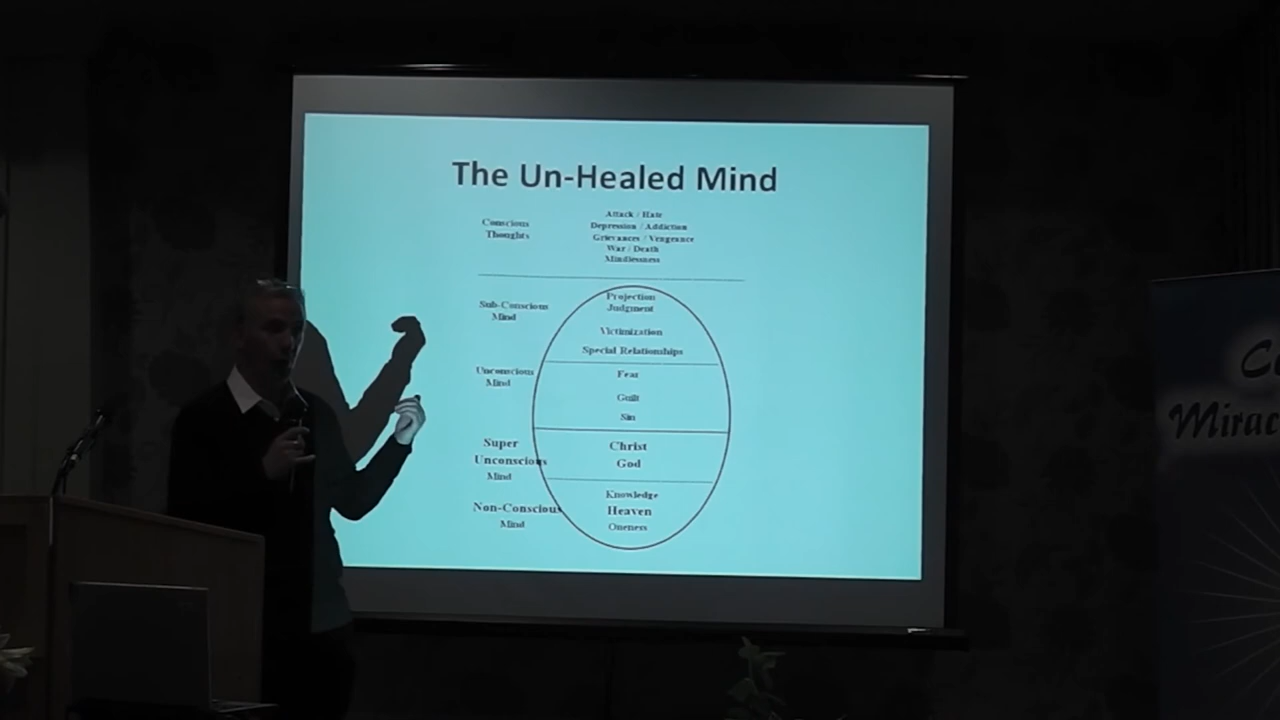 The Un-Healed Mind
Conscious
Thoughts
Attack / Hate
Depression / Addiction
Grievances / Vengeance
War / Death
Mindlessness
Sub-Conscious
Mind
Projection
Judgment
Victimization
Special Relationships
Unconscious
Mind
Fear
Guilt
Sin
Super
Unconscious
Mind
Christ
God
Non-Conscious
Mind
Knowledge
Heaven
Oneness